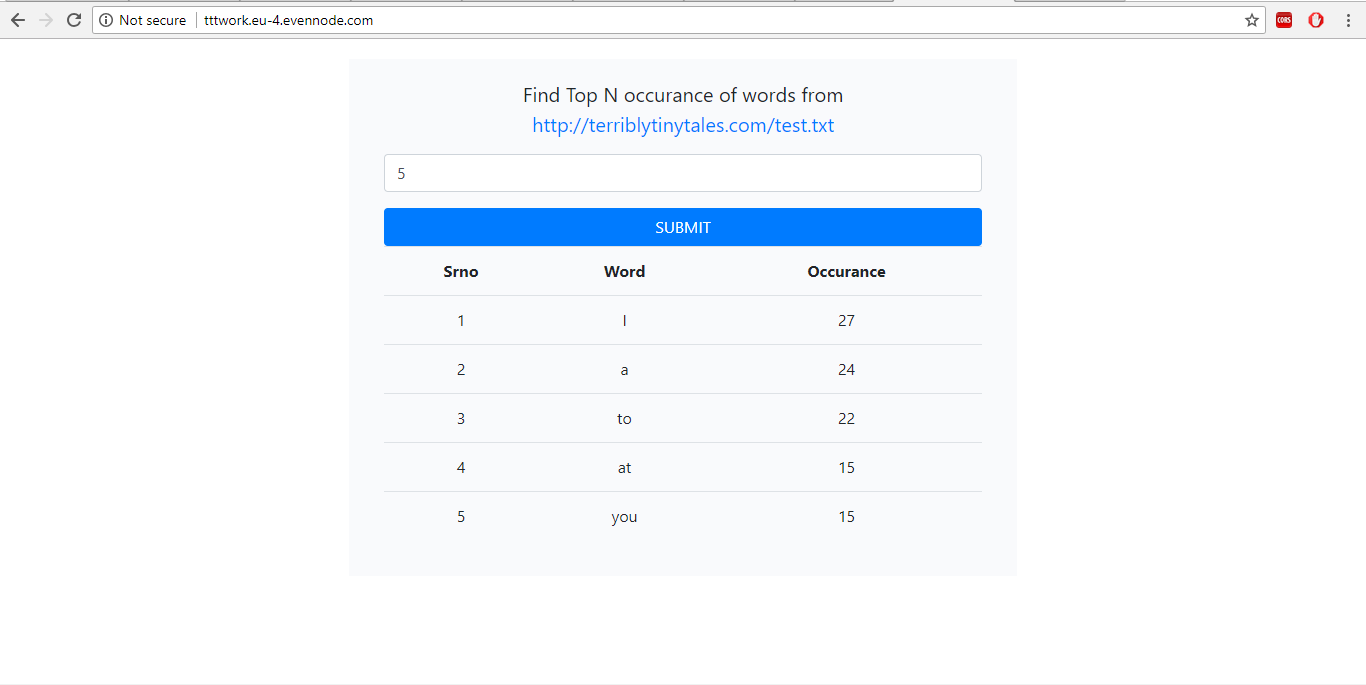 Not secure tttwork.eu-4.evennode.com
CORS
Find Top N occurance of words from
http://terriblytinytales.com/test.txt
5
SUBMIT
Srno Word Occurance
1 I 27
2 a 24
3 to 22
4 at 15
5 you 15